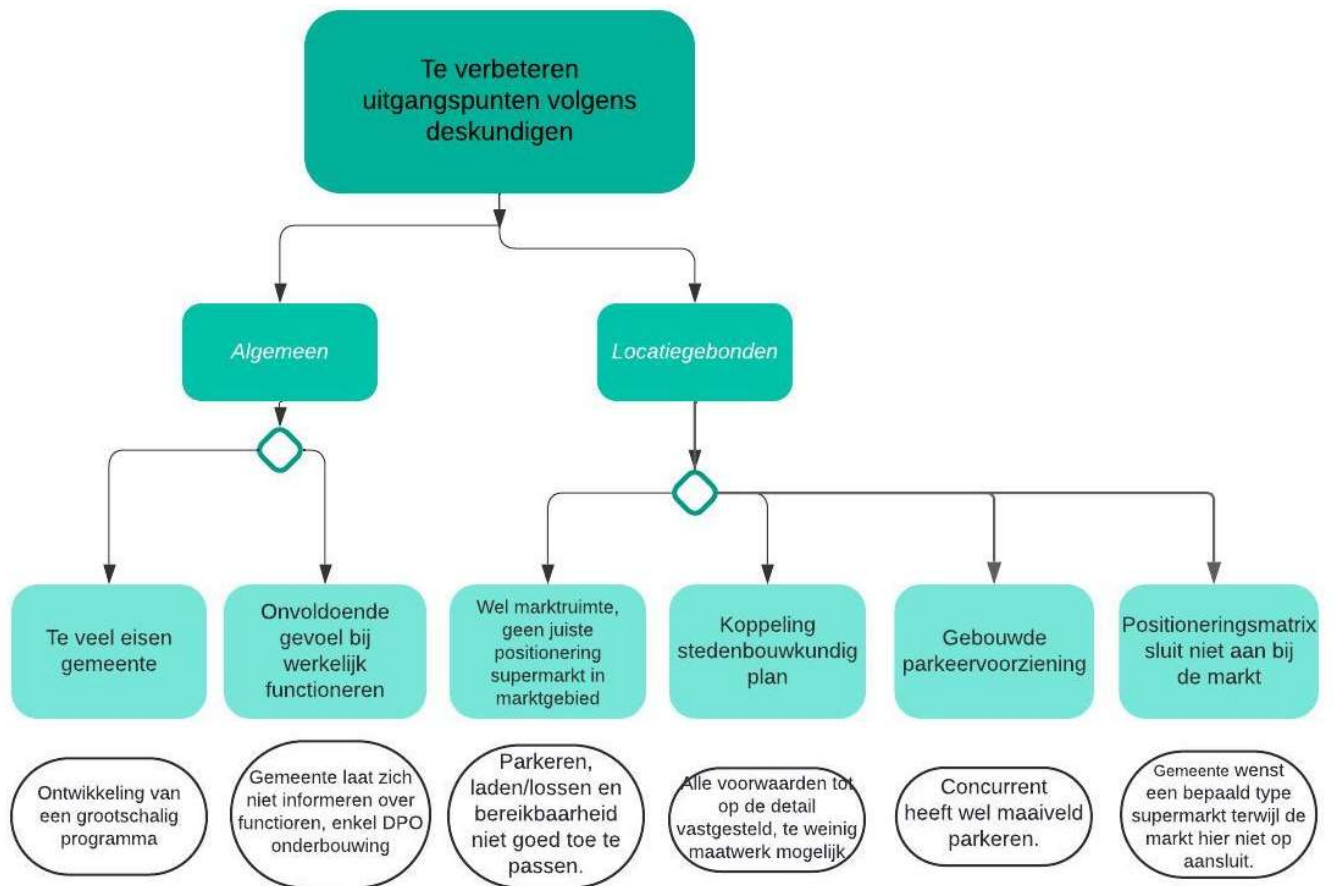 Te verbeteren
uitgangspunten volgens
deskundigen
Algemeen
Locatiegebonden
Te veel eisen
gemeente
Onvoldoende
gevoel bij
werkelijk
functioneren
Wel marktruimte,
geen juiste
positionering
supermarkt in
marktgebied
Koppeling
stedenbouwkundig
plan
Gebouwde
parkeervoorziening
Positioneringsmatrix
sluit niet aan bij
de markt
Ontwikkeling van
een grootschalig
programma
Gemeente laat zich
niet informeren over
functioren, enkel DPO
onderbouwing
Parkeren,
laden/lossen en
bereikbaarheid
niet goed toe te
passen.
Alle voorwaarden tot
op de detail
vastgesteld, te weinig
maatwerk mogelijk
Concurrent
heeft wel maaiveld
parkeren.
Gemeente wenst
een bepaald type
supermarkt terwijl de
markt hier niet op
aansluit.